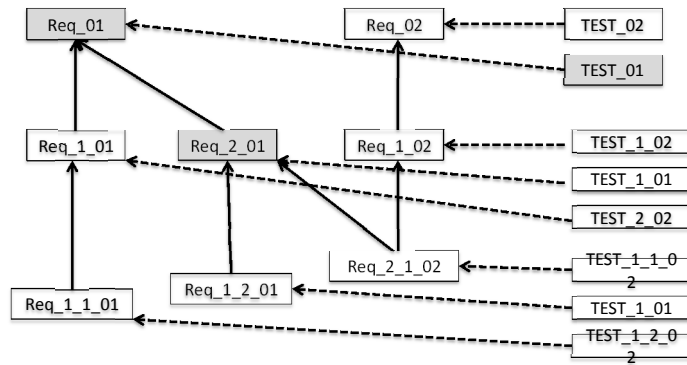 Req_01
Req_02
TEST_02
TEST_01
Req_1_01
Req_2_01
Req_1_02
TEST_1_02
TEST_1_01
TEST_2_02
Req_2_1_02
TEST_1_1_0
2
Req_1_1_01
Req_1_2_01
TEST_1_01
TEST_1_2_0
2